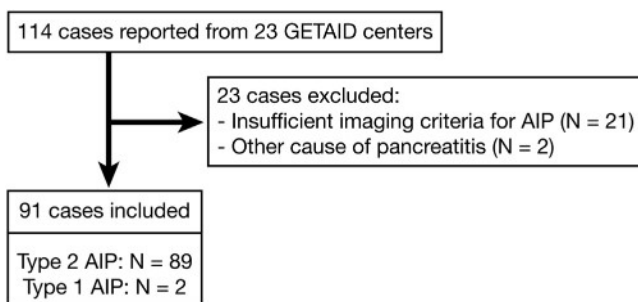 114 cases reported from 23 GETAID centers
23 cases excluded:
- Insufficient imaging criteria for AIP (N = 21)
- Other cause of pancreatitis (N = 2)
91 cases included
Type 2 AIP: N = 89
Type 1 AIP: N = 2